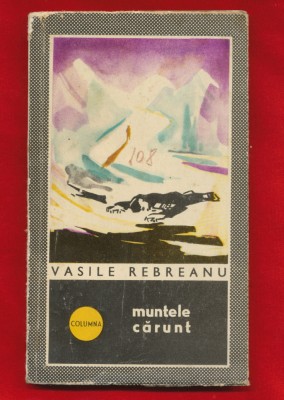 108
VASILE REBREANU
COLUMNA
muntele
cărunt